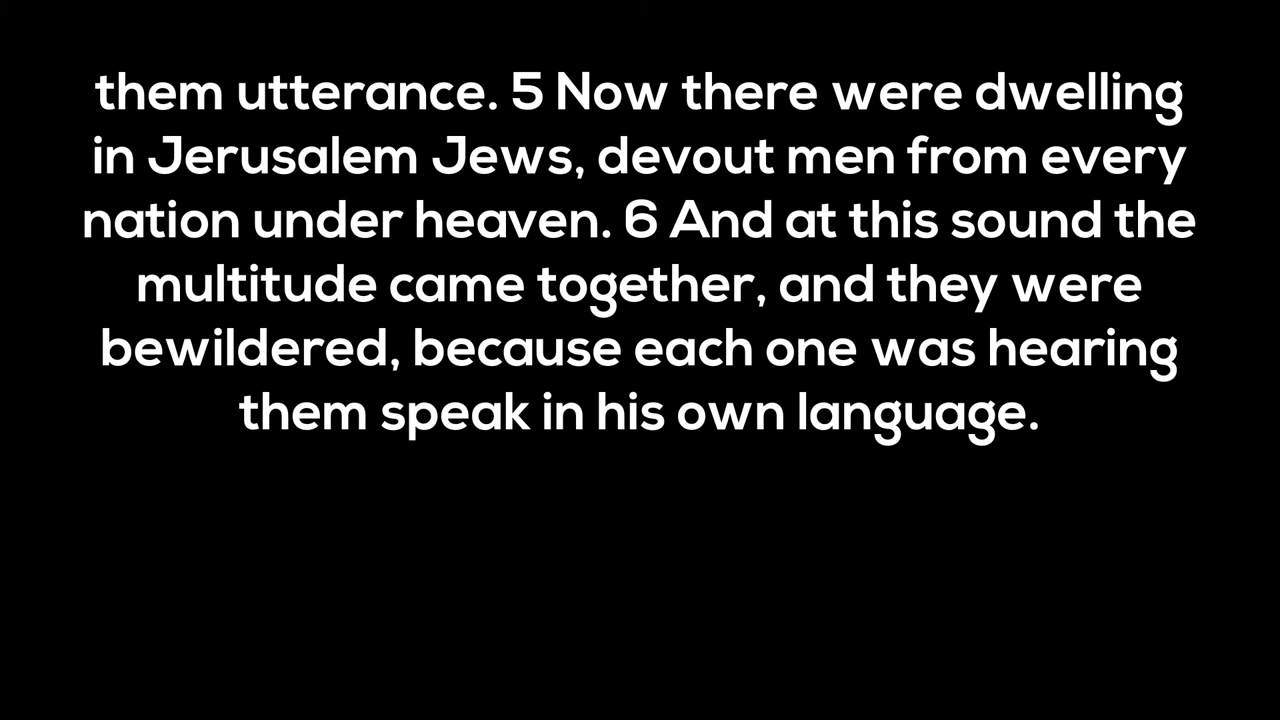 them utterance. 5 Now there were dwelling
in Jerusalem Jews, devout men from every
nation under heaven. 6 And at this sound the
multitude came together, and they were
bewildered, because each one was hearing
them speak in his own language.